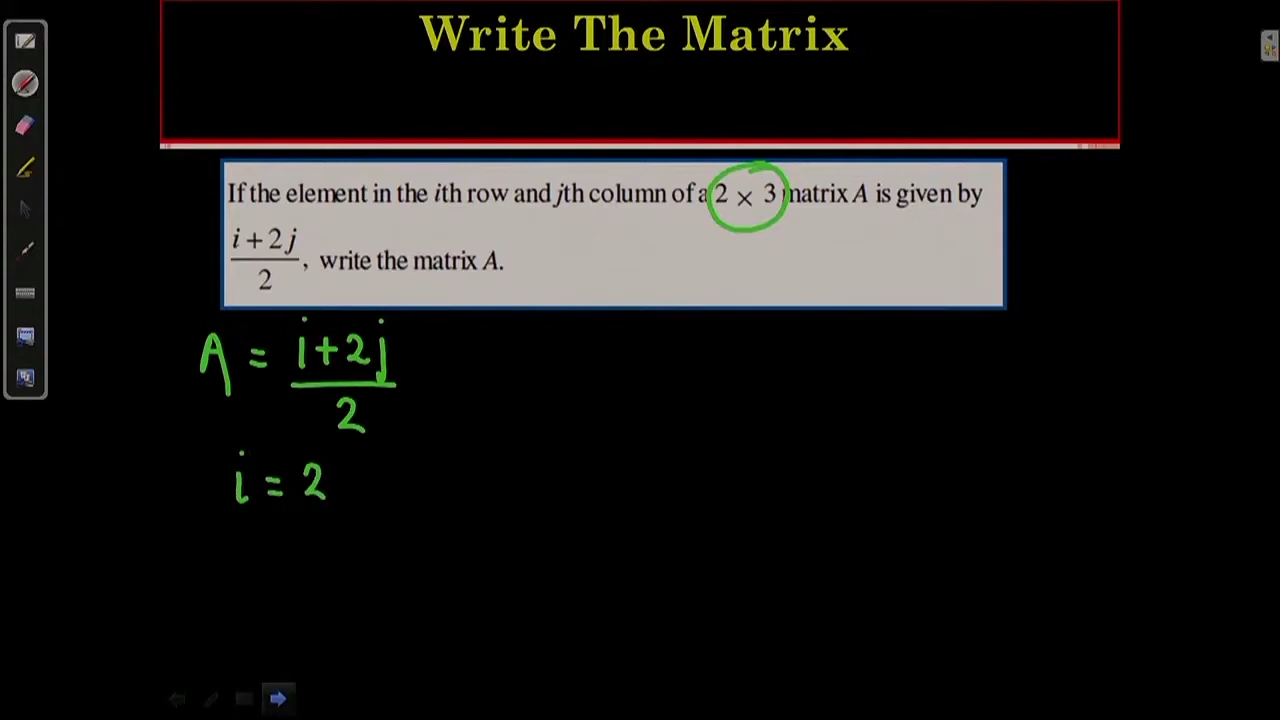 Write The Matrix
If the element in the ith row and jth column of a 2 × 3 matrix A is given by
i + 2j
2
, write the matrix A.
A = i+2j
2
i = 2